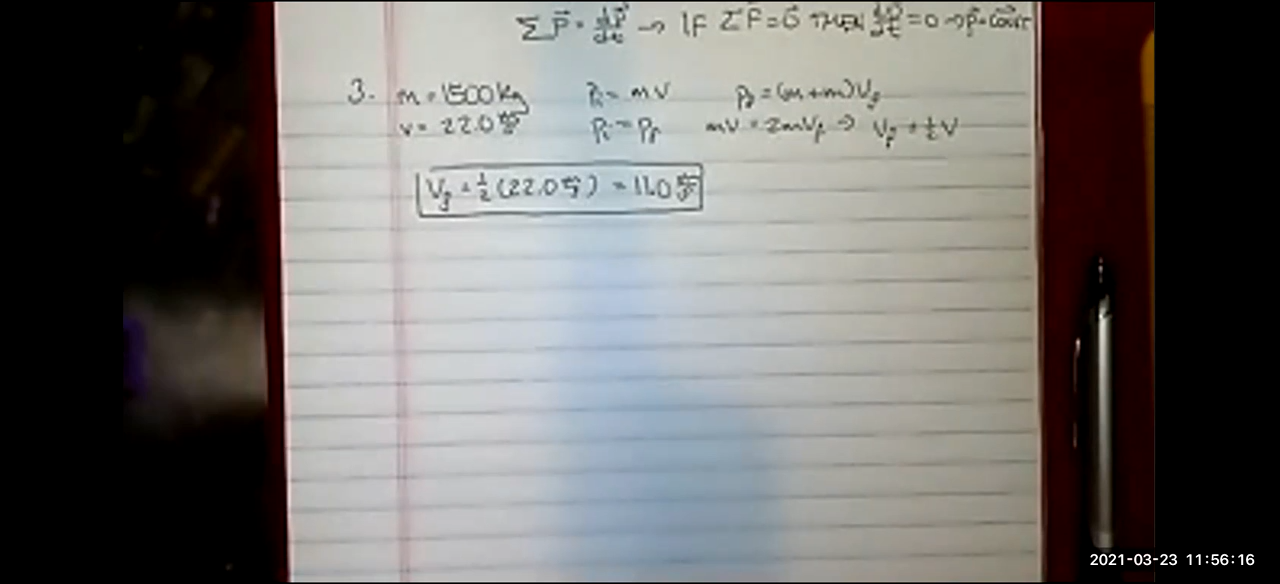 ΣF⃗ = dp⃗/dt → IF ΣF⃗ = 0⃗ THEN dp⃗/dt = 0 → p⃗ = CONST
3. m = 1500 kg Pi = mV Pf = (m+m)Vf
v = 22.0 m/s Pi = Pf mV = 2mVf → Vf = ½V
Vf = ½(22.0 m/s) = 11.0 m/s
2021-03-23 11:56:16